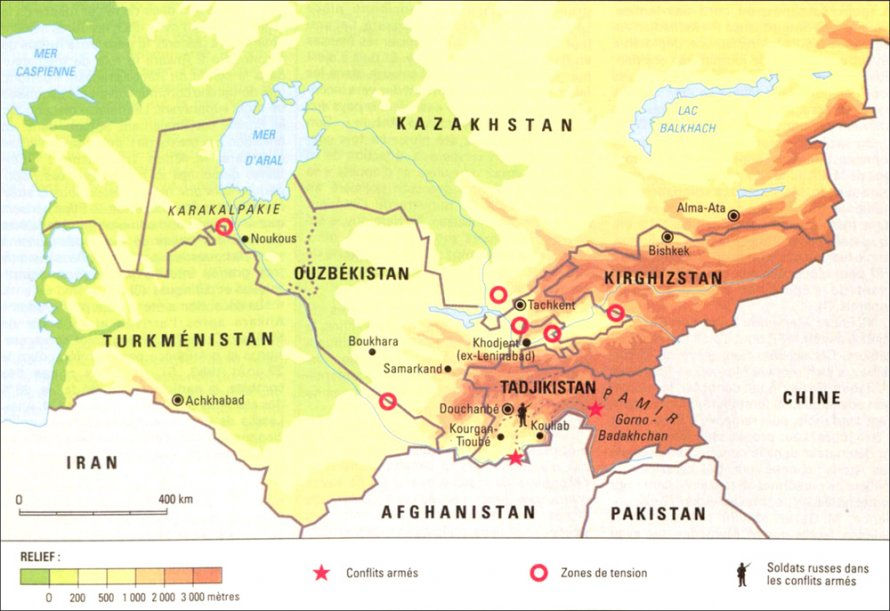 MER
CASPIENNE
KAZAKHSTAN
LAC
BALKHACH
MER
D'ARAL
KARAKALPAKIE
Noukous
Alma-Ata
Bishkek
OUZBÉKISTAN
KIRGHIZSTAN
Tachkent
TURKMÉNISTAN
Boukhara
Khodjent
(ex-Leninabad)
Samarkand
TADJIKISTAN
PAMIR
CHINE
Achkhabad
Douchanbé
Gorno-
Badakhchan
Kourgan-
Tioubé
Kouliab
IRAN
0 400 km
AFGHANISTAN
PAKISTAN
RELIEF :
0 200 500 1 000 2 000 3 000 mètres
Conflits armés
Zones de tension
Soldats russes dans
les conflits armés